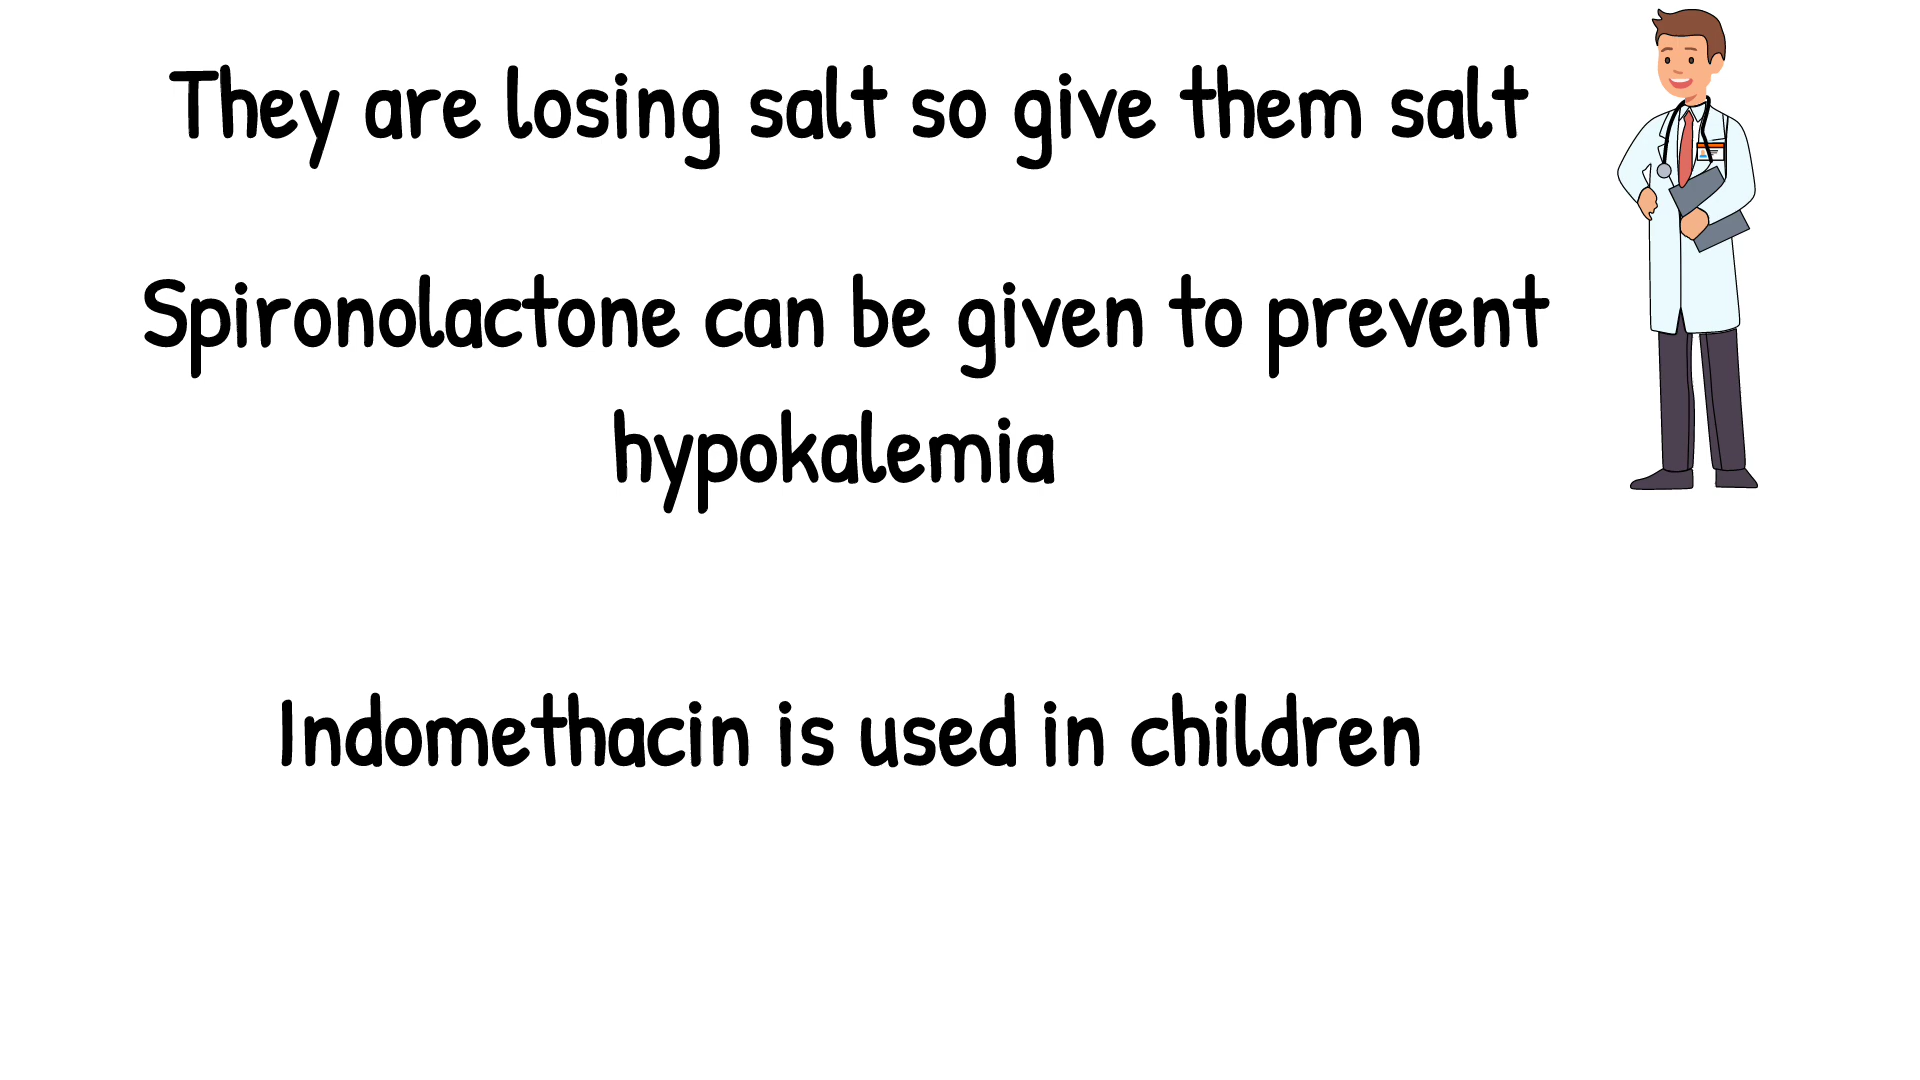 They are losing salt so give them salt
Spironolactone can be given to prevent
hypokalemia
Indomethacin is used in children